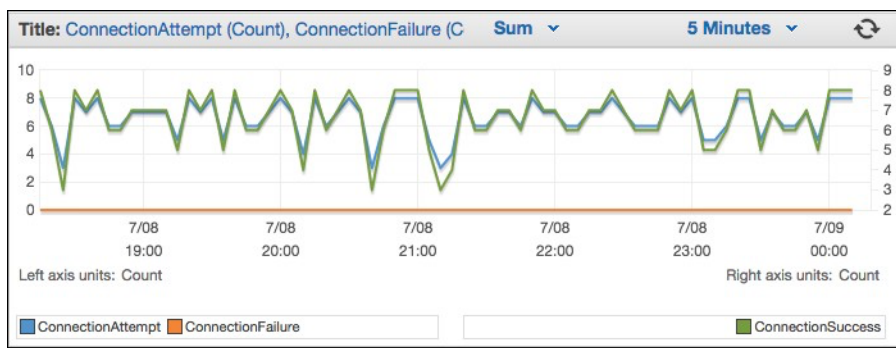 Title: ConnectionAttempt (Count), ConnectionFailure (C Sum 5 Minutes
10 9
8 8
7
6 6
4 5
4
2 3
0 2
7/08 7/08 7/08 7/08 7/08 7/09
19:00 20:00 21:00 22:00 23:00 00:00
Left axis units: Count Right axis units: Count
ConnectionAttempt ConnectionFailure ConnectionSuccess